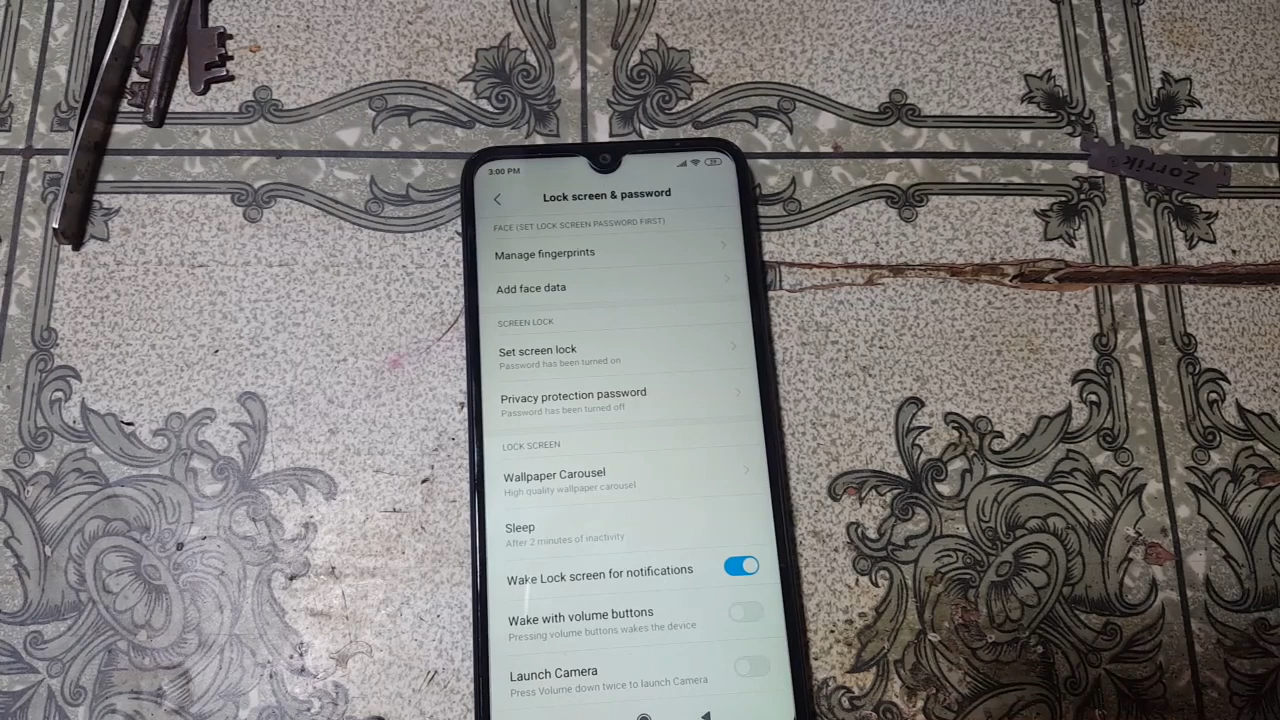 3:00 PM
Lock screen & password
FACE (SET LOCK SCREEN PASSWORD FIRST)
Manage fingerprints
Add face data
SCREEN LOCK
Set screen lock
Password has been turned on
Privacy protection password
Password has been turned off
LOCK SCREEN
Wallpaper Carousel
High quality wallpaper carousel
Sleep
After 2 minutes of inactivity
Wake Lock screen for notifications
Wake with volume buttons
Pressing volume buttons wakes the device
Launch Camera
Press Volume down twice to launch Camera
Zorrik